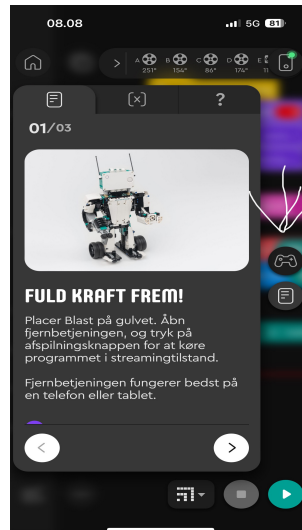 08.08
5G 81
A B C D E
251° 154° 86° 174° 11
?
01/03
FULD KRAFT FREM!
Placer Blast på gulvet. Åbn
fjernbetjeningen, og tryk på
afspilningsknappen for at køre
programmet i streamingtilstand.
Fjernbetjeningen fungerer bedst på
en telefon eller tablet.